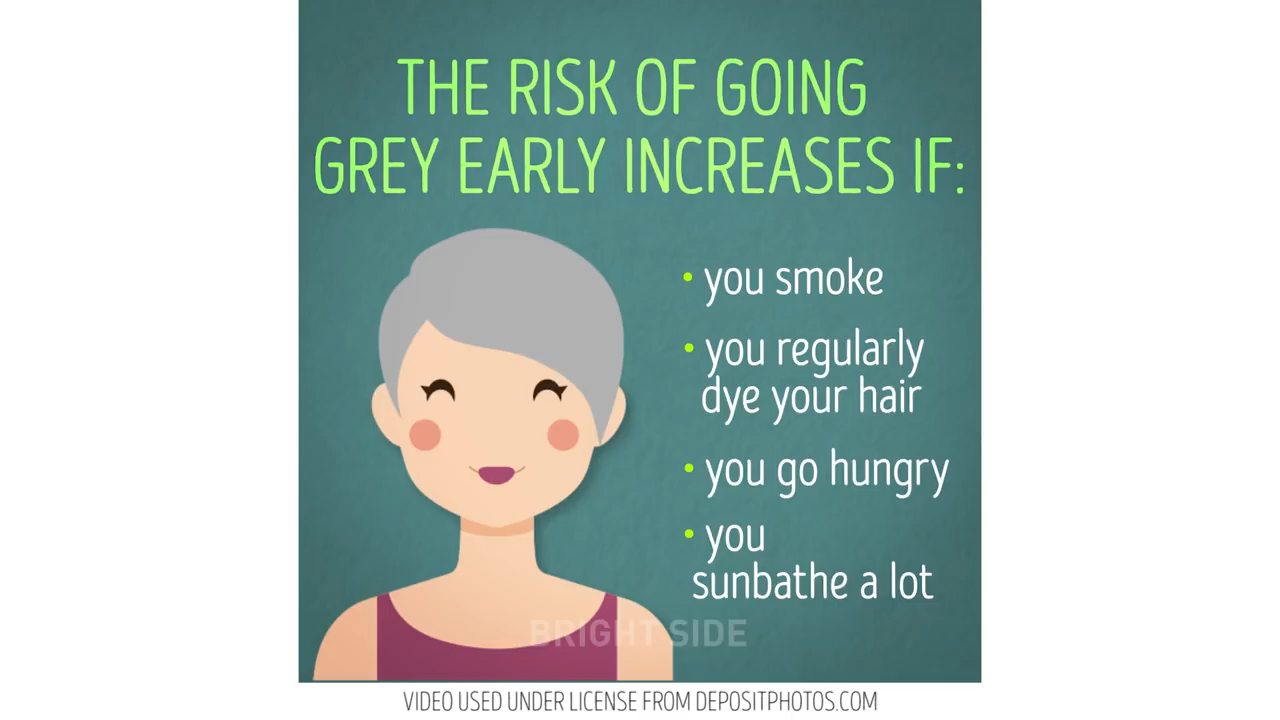 THE RISK OF GOING
GREY EARLY INCREASES IF:
• you smoke
• you regularly
dye your hair
• you go hungry
• you
sunbathe a lot
BRIGHT SIDE
VIDEO USED UNDER LICENSE FROM DEPOSITPHOTOS.COM